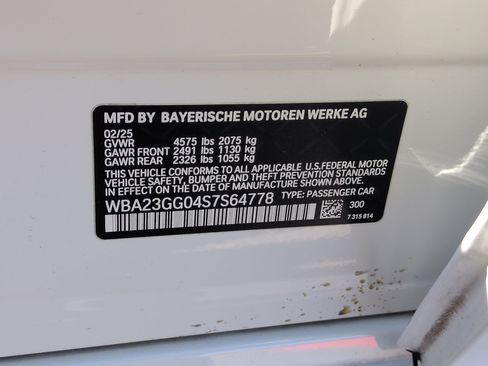 MFD BY BAYERISCHE MOTOREN WERKE AG
02/25
GVWR 4575 lbs 2075 kg
GAWR FRONT 2491 lbs 1130 kg
GAWR REAR 2326 lbs 1055 kg
THIS VEHICLE CONFORMS TO ALL APPLICABLE U.S.FEDERAL MOTOR
VEHICLE SAFETY, BUMPER, AND THEFT PREVENTION
STANDARDS IN EFFECT ON THE DATE OF MANUFACTURE SHOWN ABOVE.
WBA23GG04S7S64778 TYPE: PASSENGER CAR
300
7 315 814